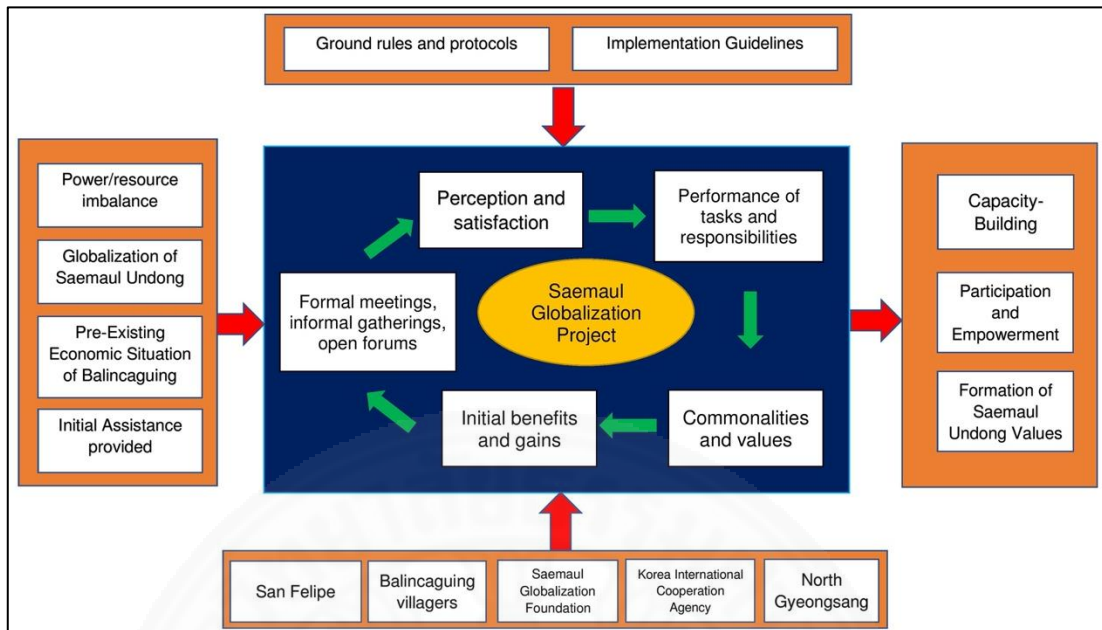 Ground rules and protocols
Implementation Guidelines
Power/resource
imbalance
Globalization of
Saemaul Undong
Pre-Existing
Economic Situation
of Balincaguing
Initial Assistance
provided
Perception and
satisfaction
Performance of
tasks and
responsibilities
Formal meetings,
informal gatherings,
open forums
Saemaul
Globalization
Project
Initial benefits
and gains
Commonalities
and values
Capacity-
Building
Participation
and
Empowerment
Formation of
Saemaul
Undong Values
San Felipe
Balincaguing
villagers
Saemaul
Globalization
Foundation
Korea International
Cooperation
Agency
North
Gyeongsang